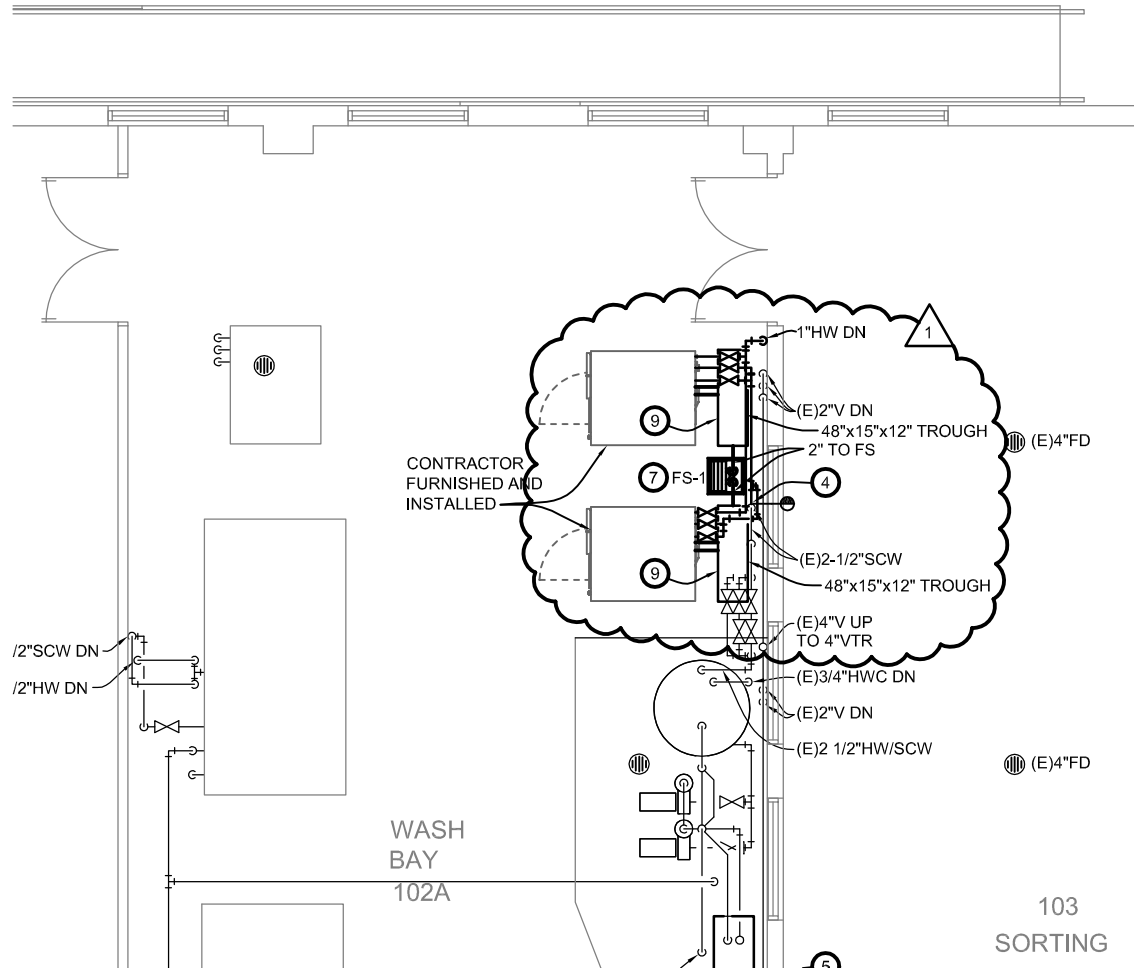 1
1"HW DN
(E)2"V DN
9
48"x15"x12" TROUGH
2" TO FS
(E)4"FD
CONTRACTOR
FURNISHED AND
INSTALLED
7
FS-1
4
(E)2-1/2"SCW
9
48"x15"x12" TROUGH
(E)4"V UP
TO 4"VTR
/2"SCW DN
/2"HW DN
(E)3/4"HWC DN
(E)2"V DN
(E)2 1/2"HW/SCW
(E)4"FD
WASH
BAY
102A
103
SORTING
5